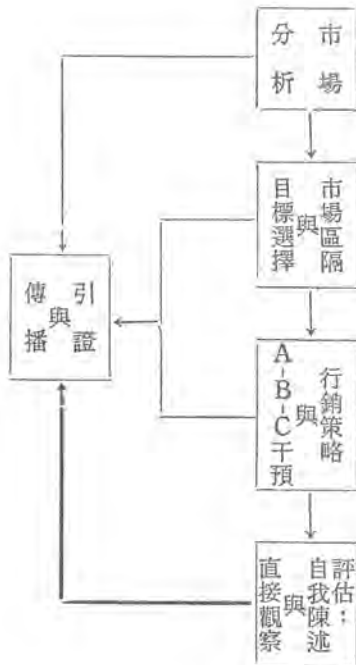 市場
分析
市場區隔
與
目標選擇
行銷策略
與
A-B-C干預
評估：
自我陳述
與
直接觀察
引證
與
傳播